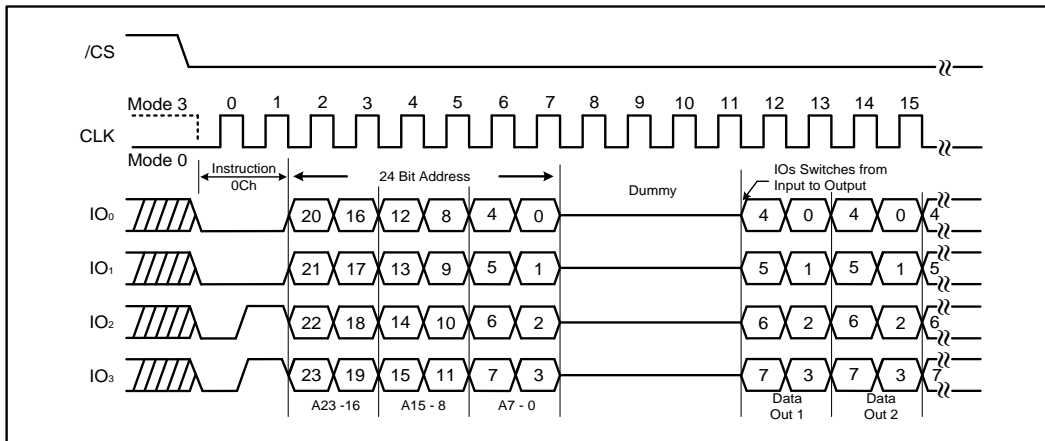 /CS
Mode 3
0 1 2 3 4 5 6 7 8 9 10 11 12 13 14 15
CLK
Mode 0
Instruction
0Ch
24 Bit Address
Dummy
IOs Switches from
Input to Output
IO₀ 20 16 12 8 4 0 4 0 4 0 4
IO₁ 21 17 13 9 5 1 5 1 5 1 5
IO₂ 22 18 14 10 6 2 6 2 6 2 6
IO₃ 23 19 15 11 7 3 7 3 7 3 7
A23 -16 A15 - 8 A7 - 0
Data
Out 1
Data
Out 2